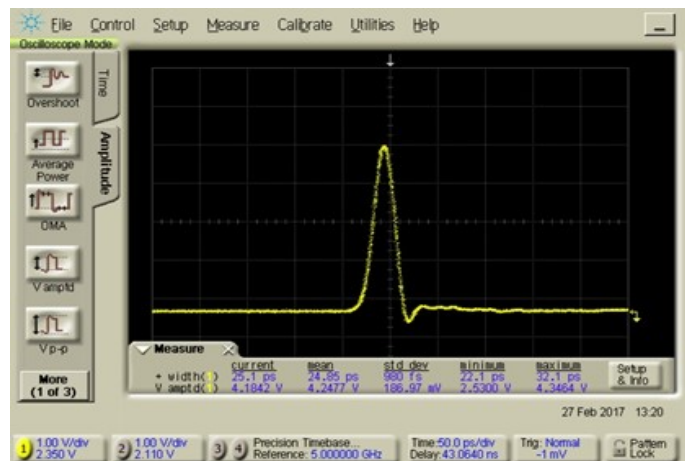 File Control Setup Measure Calibrate Utilities Help
Oscilloscope Mode
Time
Amplitude
Overshoot
Average
Power
OMA
V amptd
V p-p
More
(1 of 3)
Measure
current mean std dev minimum maximum
+ width(1) 25.1 ps 24.85 ps 980 fs 22.1 ps 32.1 ps
V amptd(1) 4.1842 V 4.2477 V 186.97 mV 2.5300 V 4.3464 V
Setup
& Info
27 Feb 2017 13:20
1 1.00 V/div 2 1.00 V/div 3 4 Precision Timebase... Time:50.0 ps/div Trig: Normal Pattern
2.350 V 2.110 V Reference: 5.000000 GHz Delay:43.0640 ns -1 mV Lock